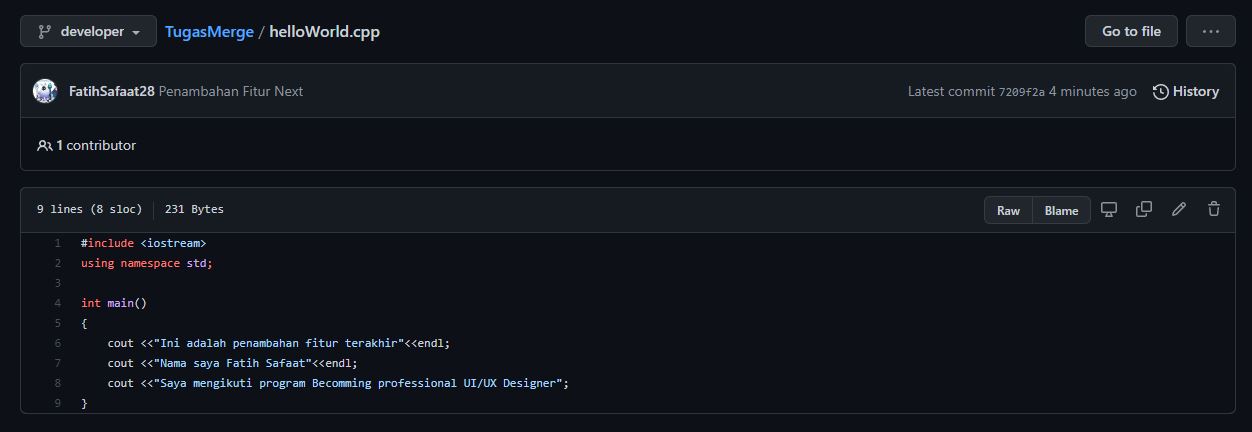 developer TugasMerge / helloWorld.cpp Go to file ...
FatihSafaat28 Penambahan Fitur Next Latest commit 7209f2a 4 minutes ago History
1 contributor
9 lines (8 sloc) 231 Bytes Raw Blame
1 #include <iostream>
2 using namespace std;
3
4 int main()
5 {
6     cout <<"Ini adalah penambahan fitur terakhir"<<endl;
7     cout <<"Nama saya Fatih Safaat"<<endl;
8     cout <<"Saya mengikuti program Becomming professional UI/UX Designer";
9 }